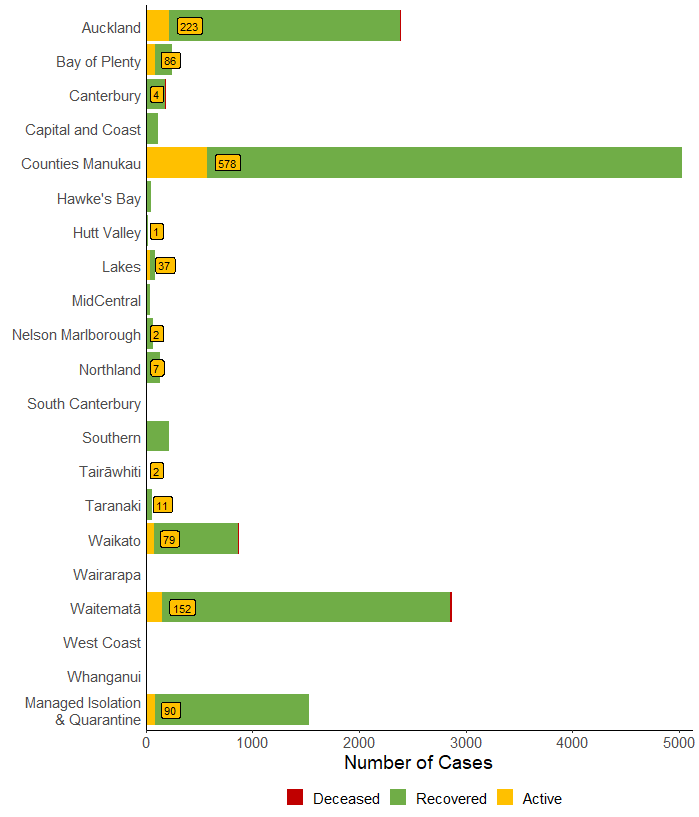 Auckland 223
Bay of Plenty 86
Canterbury 4
Capital and Coast
Counties Manukau 578
Hawke's Bay
Hutt Valley 1
Lakes 37
MidCentral
Nelson Marlborough 2
Northland 7
South Canterbury
Southern
Tairāwhiti 2
Taranaki 11
Waikato 79
Wairarapa
Waitematā 152
West Coast
Whanganui
Managed Isolation
& Quarantine 90
0 1000 2000 3000 4000 5000
Number of Cases
Deceased Recovered Active